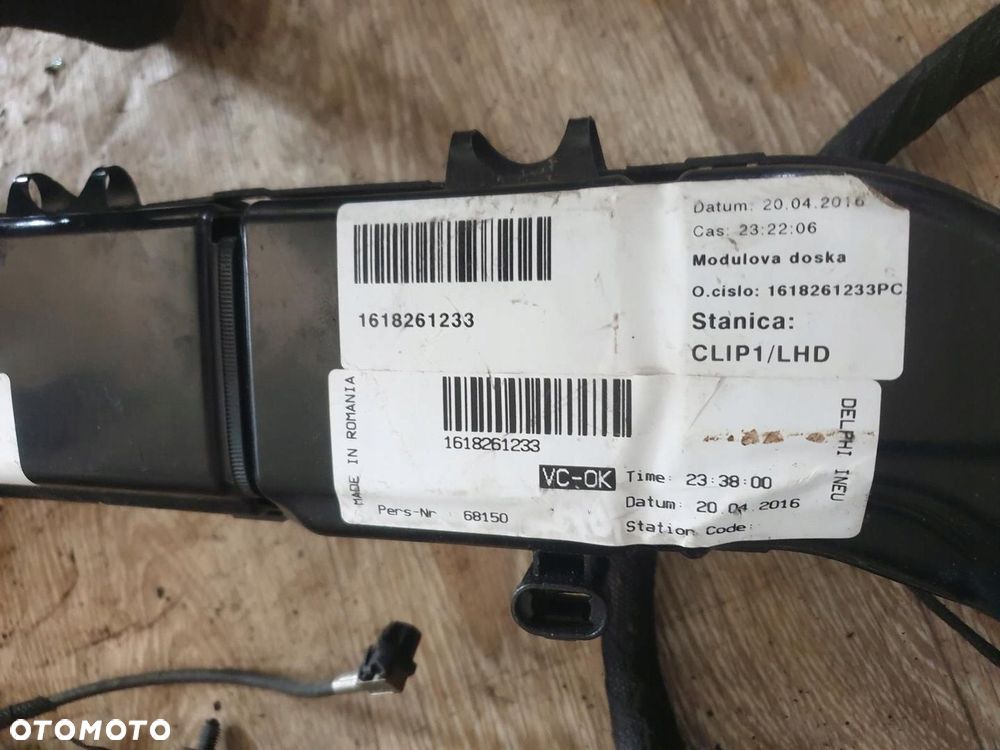 1618261233
Datum: 20.04.2016
Cas: 23:22:06
Modulova doska
O.cislo: 1618261233PC
Stanica:
CLIP1/LHD
MADE IN ROMANIA
1618261233
VC-OK
Time: 23:38:00
Datum: 20.04.2016
Station Code:
Pers-Nr : 68150
DELPHI INEU
OTOMOTO